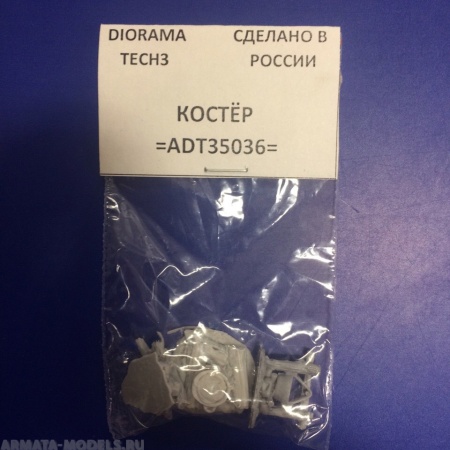 DIORAMA СДЕЛАНО В
TECH3 РОССИИ
КОСТЁР
=ADT35036=
ARMATA-MODELS.RU